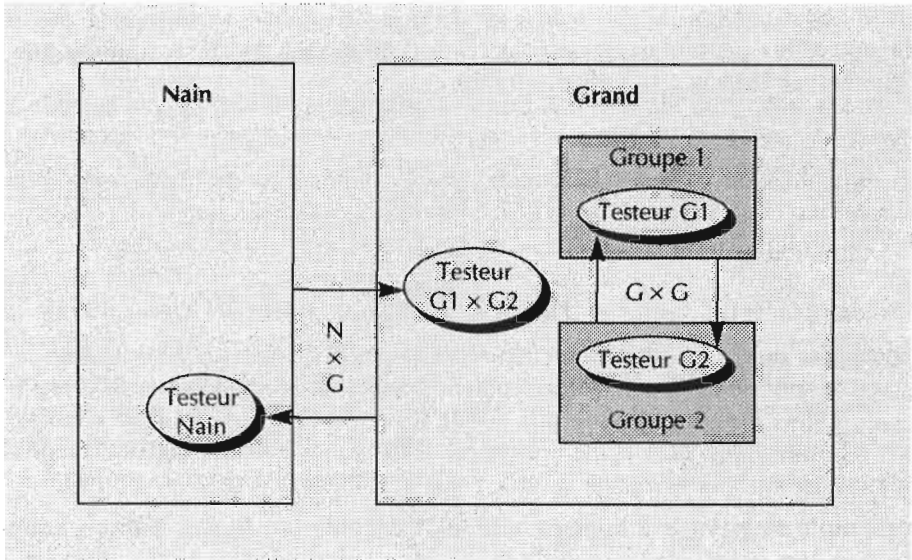 Nain
Grand
Groupe 1
Testeur G1
Testeur
G1 × G2
G × G
N
×
G
Testeur G2
Testeur
Nain
Groupe 2